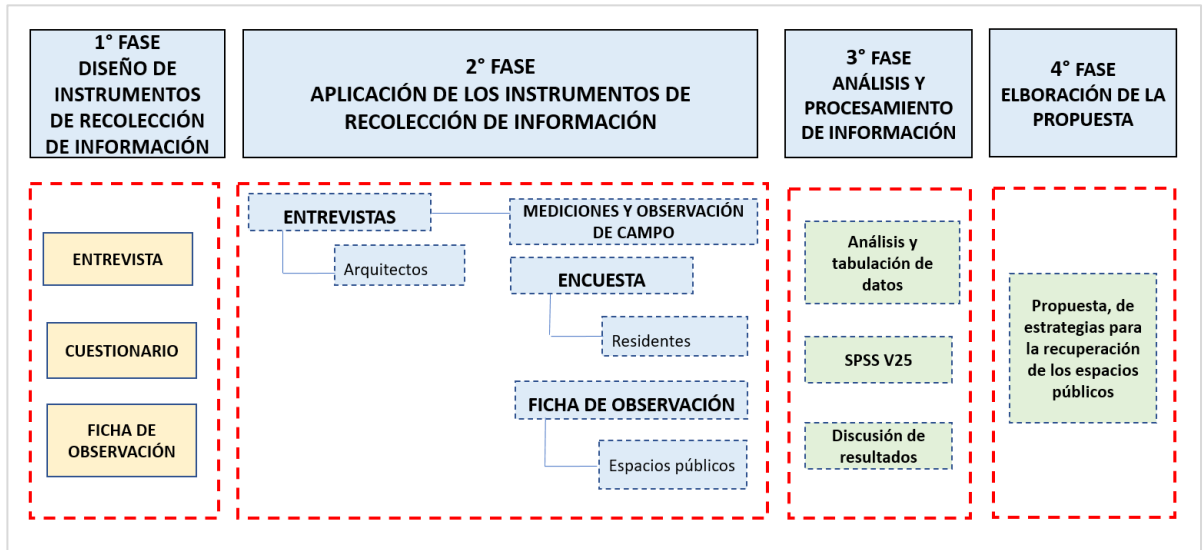 1° FASE
DISEÑO DE
INSTRUMENTOS
DE RECOLECCIÓN
DE INFORMACIÓN
2° FASE
APLICACIÓN DE LOS INSTRUMENTOS DE
RECOLECCIÓN DE INFORMACIÓN
3° FASE
ANÁLISIS Y
PROCESAMIENTO
DE INFORMACIÓN
4° FASE
ELBORACIÓN DE LA
PROPUESTA
ENTREVISTA
CUESTIONARIO
FICHA DE
OBSERVACIÓN
ENTREVISTAS
Arquitectos
MEDICIONES Y OBSERVACIÓN
DE CAMPO
ENCUESTA
Residentes
FICHA DE OBSERVACIÓN
Espacios públicos
Análisis y
tabulación de
datos
SPSS V25
Discusión de
resultados
Propuesta, de
estrategias para
la recuperación
de los espacios
públicos